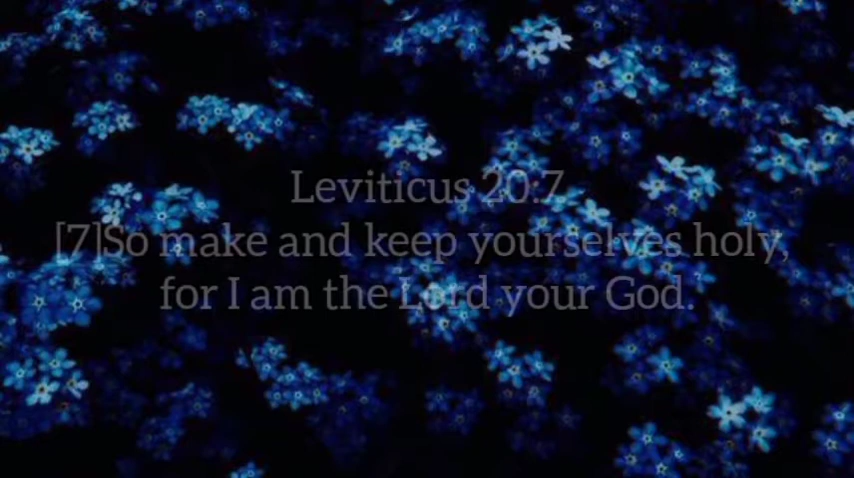 Leviticus 20:7
[7]So make and keep yourselves holy,
for I am the Lord your God.